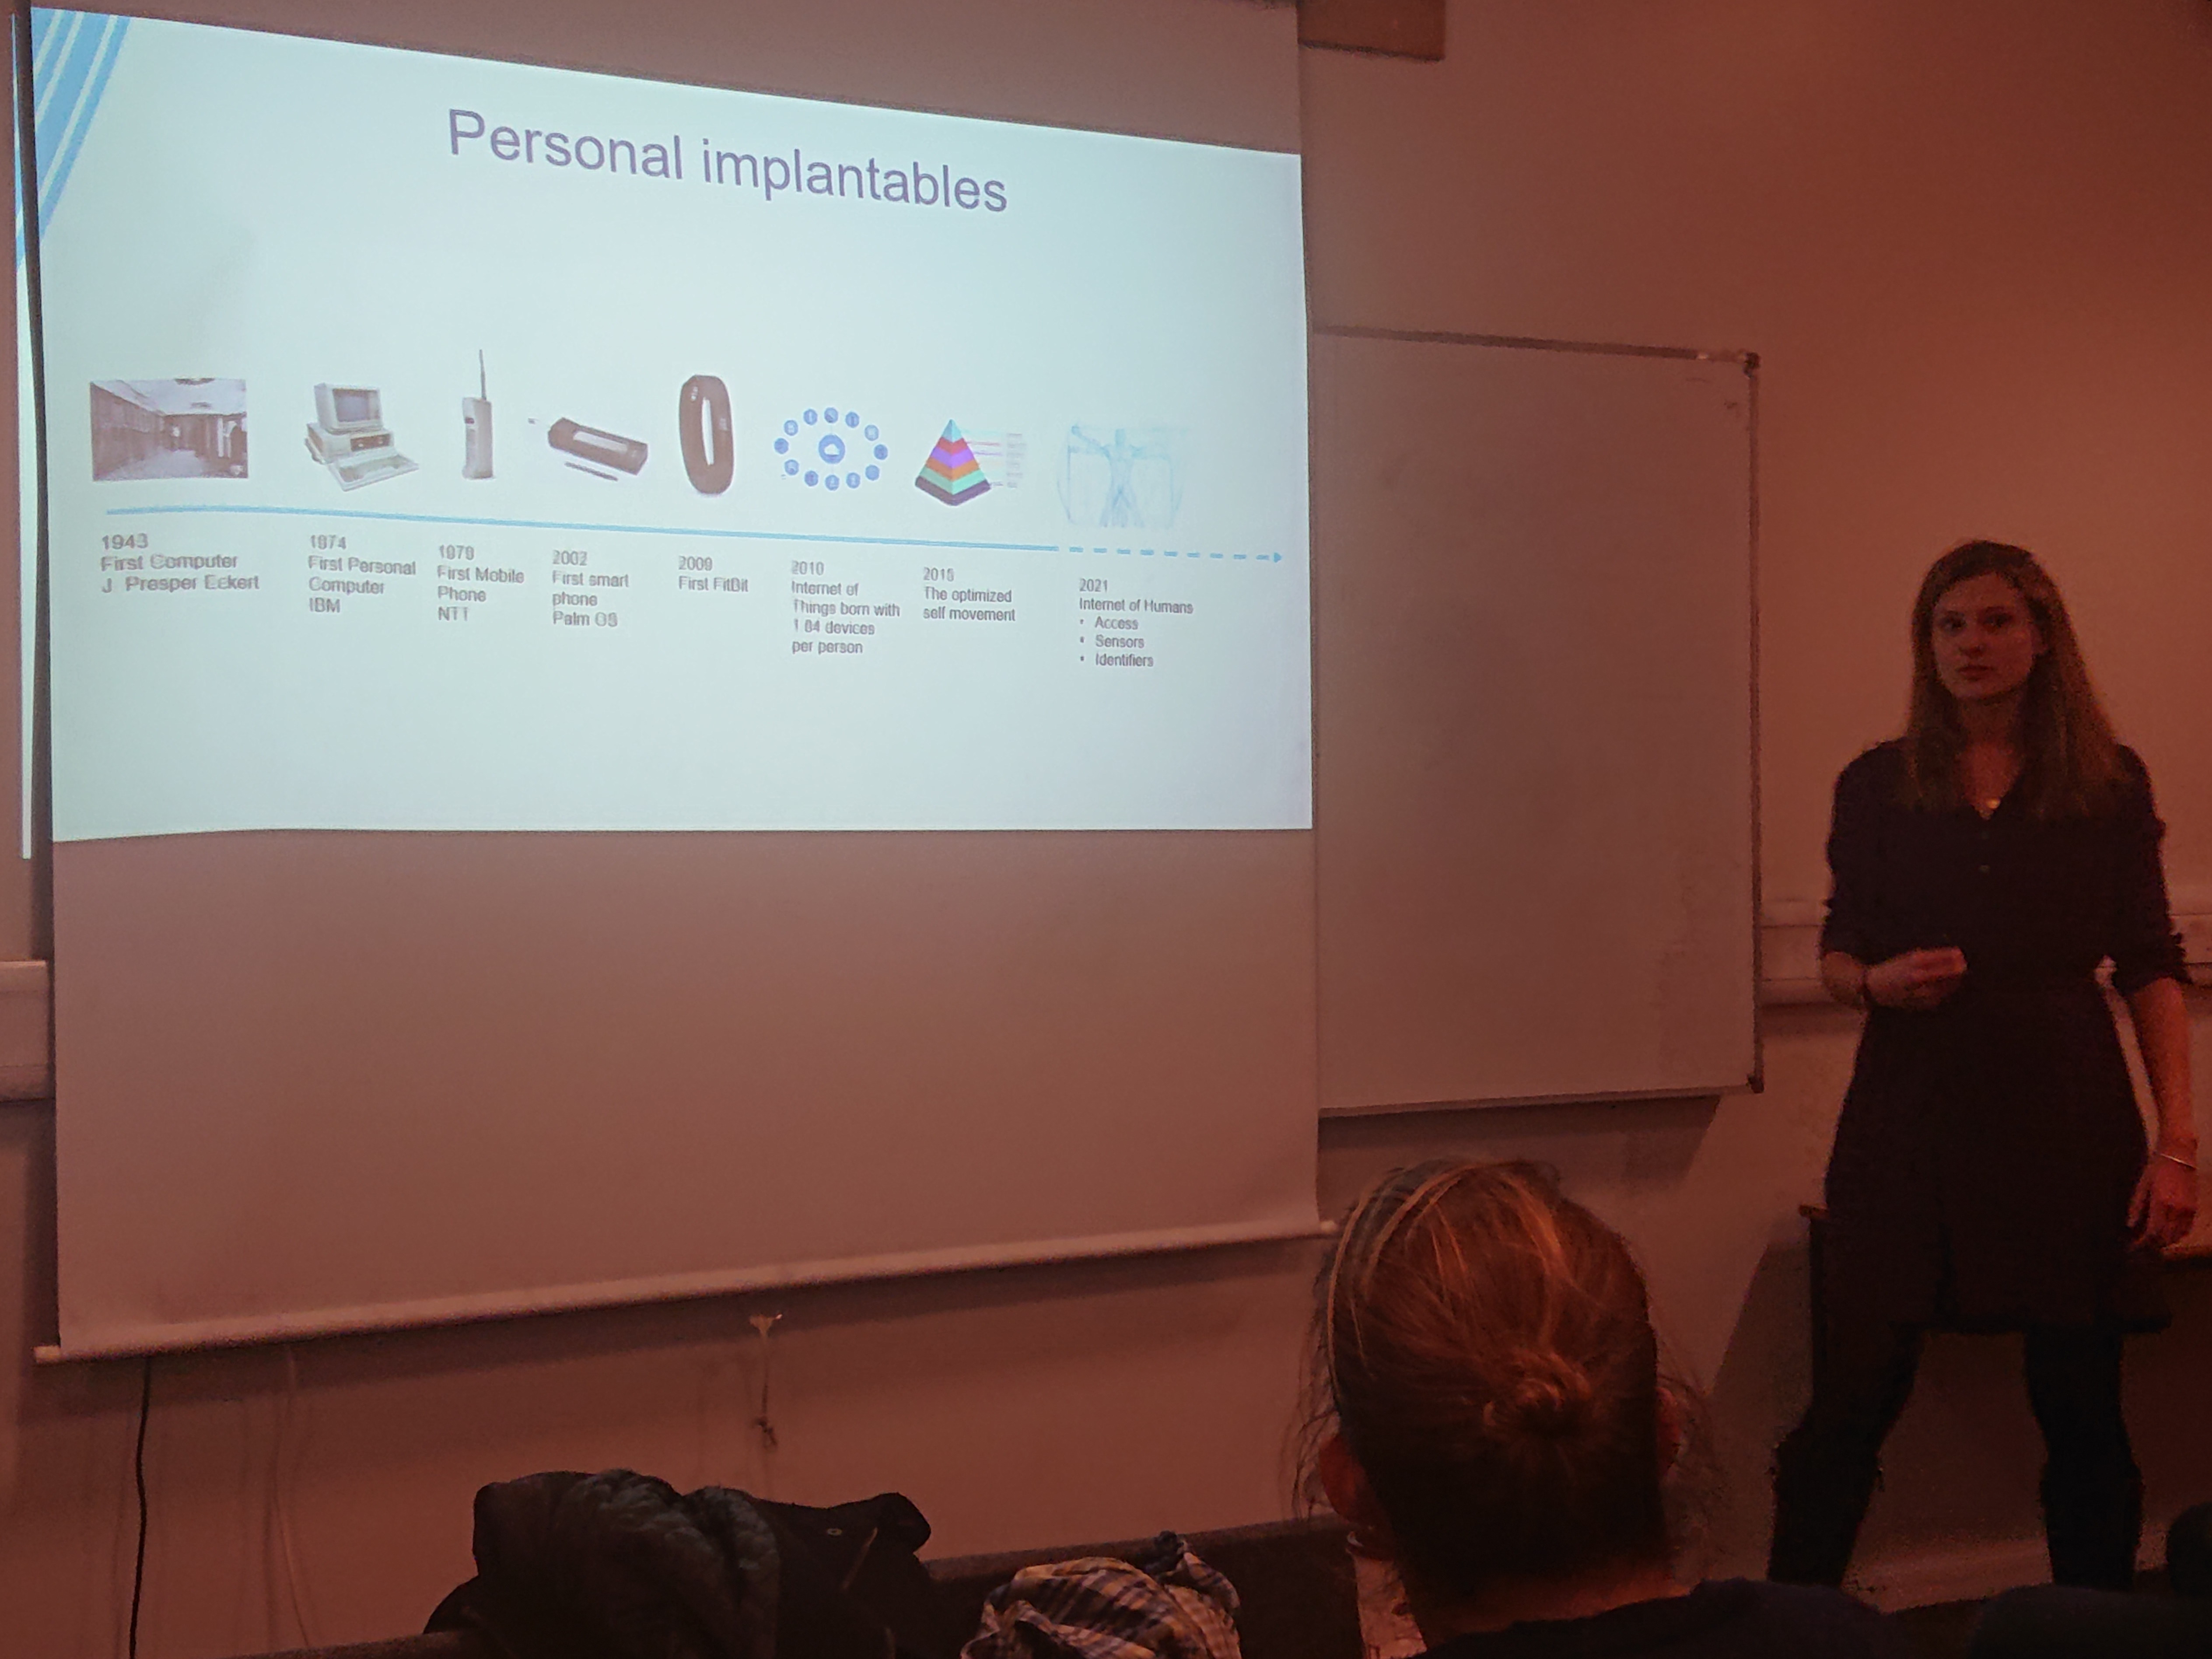 Personal implantables
1943
First Computer
J Presper Eckert
1974
First Personal
Computer
IBM
1979
First Mobile
Phone
NTT
2002
First smart
phone
Palm OS
2009
First FitBit
2010
Internet of
Things born with
1 84 devices
per person
2015
The optimized
self movement
2021
Internet of Humans
• Access
• Sensors
• Identifiers